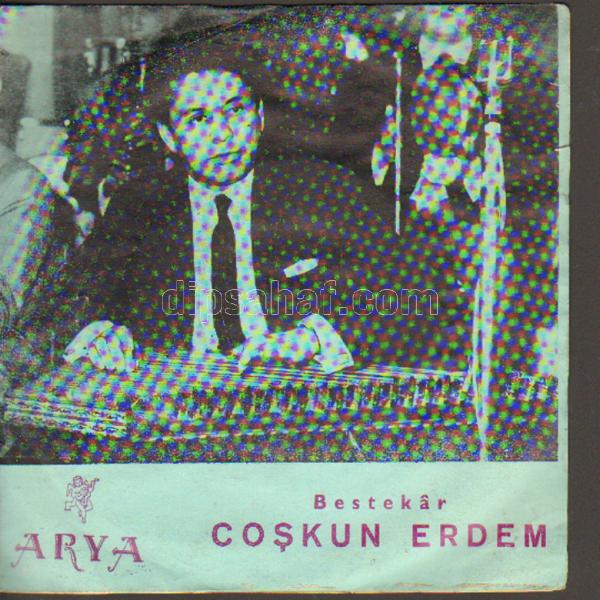 dipsahaf.com
Bestekâr
ARYA
COŞKUN ERDEM